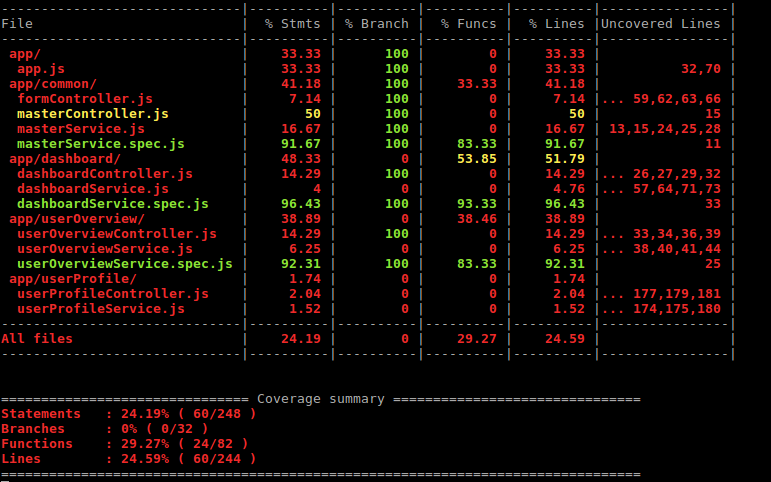 -----------------------------|----------|----------|----------|----------|----------------|
File                          |  % Stmts | % Branch |  % Funcs |  % Lines |Uncovered Lines |
------------------------------|----------|----------|----------|----------|----------------|
 app/                         |    33.33 |      100 |        0 |    33.33 |                |
  app.js                      |    33.33 |      100 |        0 |    33.33 |          32,70 |
 app/common/                  |    41.18 |      100 |    33.33 |    41.18 |                |
  formController.js           |     7.14 |      100 |        0 |     7.14 |... 59,62,63,66 |
  masterController.js         |       50 |      100 |        0 |       50 |             15 |
  masterService.js            |    16.67 |      100 |        0 |    16.67 | 13,15,24,25,28 |
  masterService.spec.js       |    91.67 |      100 |    83.33 |    91.67 |             11 |
 app/dashboard/               |    48.33 |        0 |    53.85 |    51.79 |                |
  dashboardController.js      |    14.29 |      100 |        0 |    14.29 |... 26,27,29,32 |
  dashboardService.js         |        4 |        0 |        0 |     4.76 |... 57,64,71,73 |
  dashboardService.spec.js    |    96.43 |      100 |    93.33 |    96.43 |             33 |
 app/userOverview/            |    38.89 |        0 |    38.46 |    38.89 |                |
  userOverviewController.js   |    14.29 |      100 |        0 |    14.29 |... 33,34,36,39 |
  userOverviewService.js      |     6.25 |        0 |        0 |     6.25 |... 38,40,41,44 |
  userOverviewService.spec.js |    92.31 |      100 |    83.33 |    92.31 |             25 |
 app/userProfile/             |     1.74 |        0 |        0 |     1.74 |                |
  userProfileController.js    |     2.04 |        0 |        0 |     2.04 |... 177,179,181 |
  userProfileService.js       |     1.52 |        0 |        0 |     1.52 |... 174,175,180 |
------------------------------|----------|----------|----------|----------|----------------|
All files                     |    24.19 |        0 |    29.27 |    24.59 |                |
------------------------------|----------|----------|----------|----------|----------------|
=============================== Coverage summary ===============================
Statements   : 24.19% ( 60/248 )
Branches     : 0% ( 0/32 )
Functions    : 29.27% ( 24/82 )
Lines        : 24.59% ( 60/244 )
================================================================================